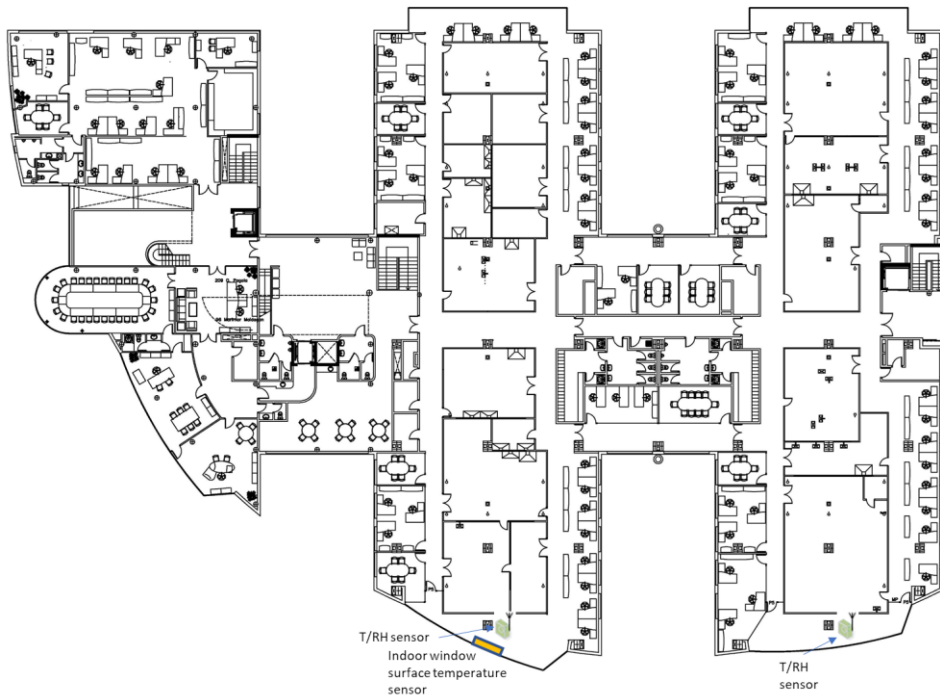 T/RH sensor
Indoor window
surface temperature
sensor
T/RH
sensor